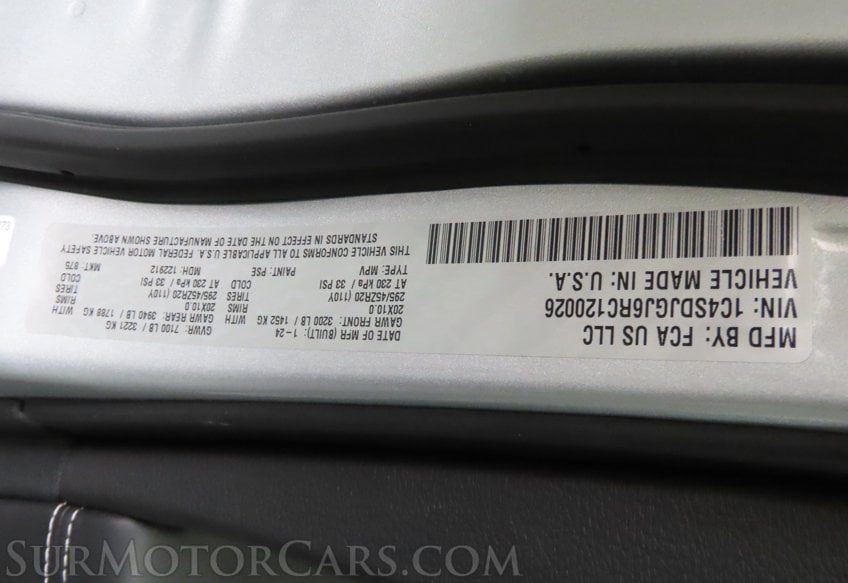 MFD BY: FCA US LLC
VIN: 1C4SDJGJ6RC120026
VEHICLE MADE IN: U.S.A.
DATE OF MFR (BUILT): 1-24 GVWR: 7100 LB / 3221 KG
GAWR FRONT: 3200 LB / 1452 KG WITH GAWR REAR: 3940 LB / 1788 KG WITH
20X10.0 RIMS 20X10.0 RIMS
295/45ZR20 (110Y) TIRES 295/45ZR20 (110Y) TIRES
AT 230 kPa / 33 PSI COLD AT 230 kPa / 33 PSI COLD
TYPE: MPV PAINT: PSE MDH: 122912 MKT: 975
THIS VEHICLE CONFORMS TO ALL APPLICABLE U.S.A. FEDERAL MOTOR VEHICLE SAFETY
STANDARDS IN EFFECT ON THE DATE OF MANUFACTURE SHOWN ABOVE.
SURMOTORCARS.COM